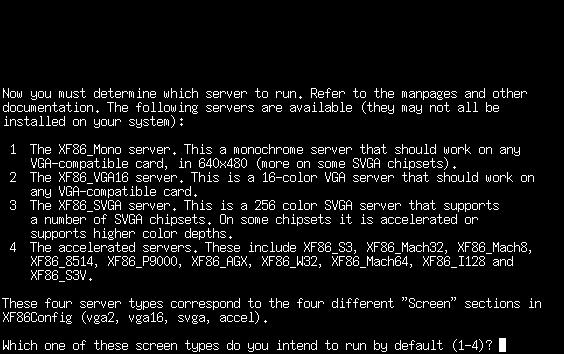 Now you must determine which server to run. Refer to the manpages and other
documentation. The following servers are available (they may not all be
installed on your system):
1 The XF86_Mono server. This a monochrome server that should work on any
VGA-compatible card, in 640x480 (more on some SVGA chipsets).
2 The XF86_VGA16 server. This is a 16-color VGA server that should work on
any VGA-compatible card.
3 The XF86_SVGA server. This is a 256 color SVGA server that supports
a number of SVGA chipsets. On some chipsets it is accelerated or
supports higher color depths.
4 The accelerated servers. These include XF86_S3, XF86_Mach32, XF86_Mach8,
XF86_8514, XF86_P9000, XF86_AGX, XF86_W32, XF86_Mach64, XF86_I128 and
XF86_S3V.
These four server types correspond to the four different "Screen" sections in
XF86Config (vga2, vga16, svga, accel).
Which one of these screen types do you intend to run by default (1-4)?